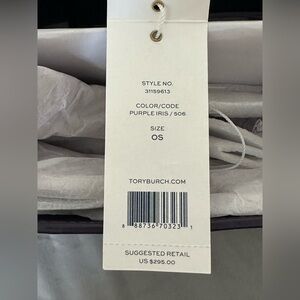 STYLE NO.
31159613
COLOR/CODE
PURPLE IRIS / 506
SIZE
OS
TORYBURCH.COM
8 88736 70323 1
SUGGESTED RETAIL
US $295.00